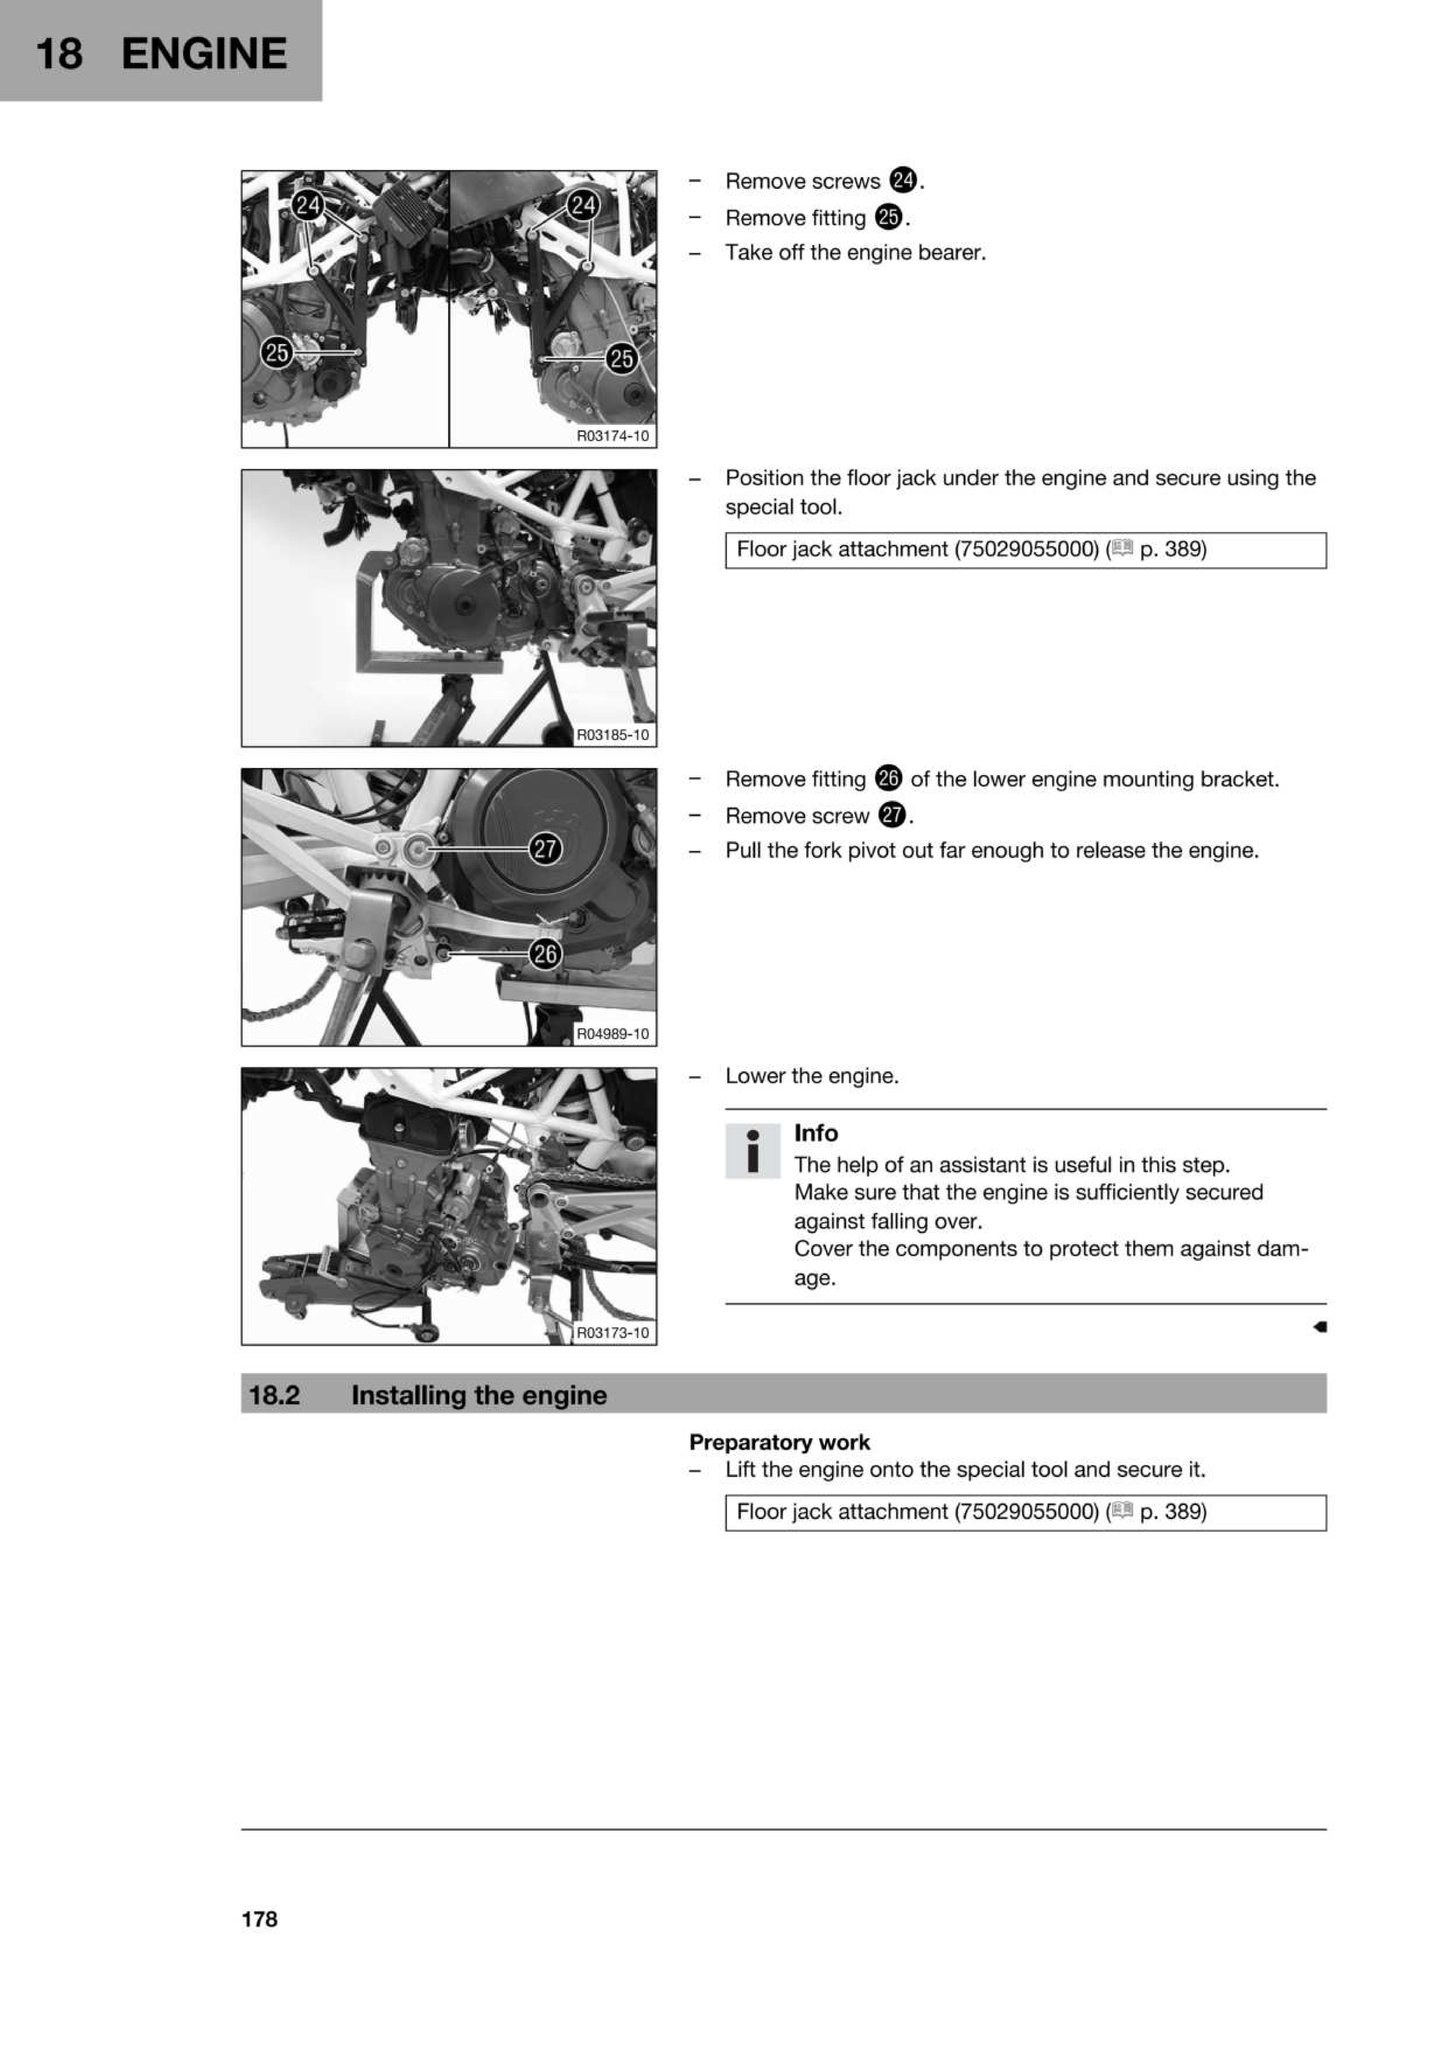 18 ENGINE
24
24
25
25
R03174-10
– Remove screws 24.
– Remove fitting 25.
– Take off the engine bearer.
R03185-10
– Position the floor jack under the engine and secure using the
special tool.
Floor jack attachment (75029055000) ( p. 389)
27
26
R04989-10
– Remove fitting 26 of the lower engine mounting bracket.
– Remove screw 27.
– Pull the fork pivot out far enough to release the engine.
R03173-10
– Lower the engine.
i
Info
The help of an assistant is useful in this step.
Make sure that the engine is sufficiently secured
against falling over.
Cover the components to protect them against dam-
age.
18.2 Installing the engine
Preparatory work
– Lift the engine onto the special tool and secure it.
Floor jack attachment (75029055000) ( p. 389)
178